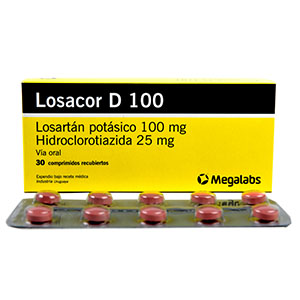 Losacor D 100
Losartán potásico 100 mg
Hidroclorotiazida 25 mg
Vía oral
30 comprimidos recubiertos
Expendio bajo receta médica
Industria Uruguaya
Megalabs